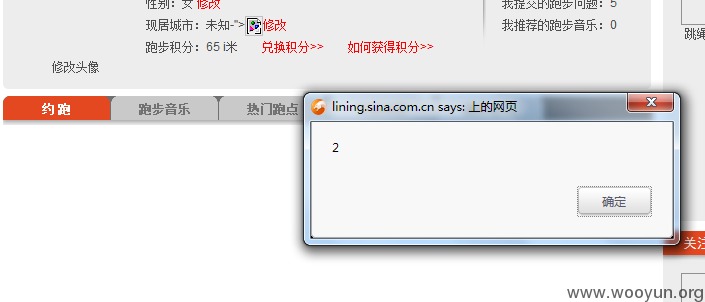 性别：女 修改
现居城市：未知-">修改
跑步积分：65 i米 兑换积分>> 如何获得积分>>
修改头像
我提交的跑步问题：5
我推荐的跑步音乐：0
跳绳
约 跑
跑步音乐
热门跑点
lining.sina.com.cn says: 上的网页
2
确定
关注
www.wooyun.org